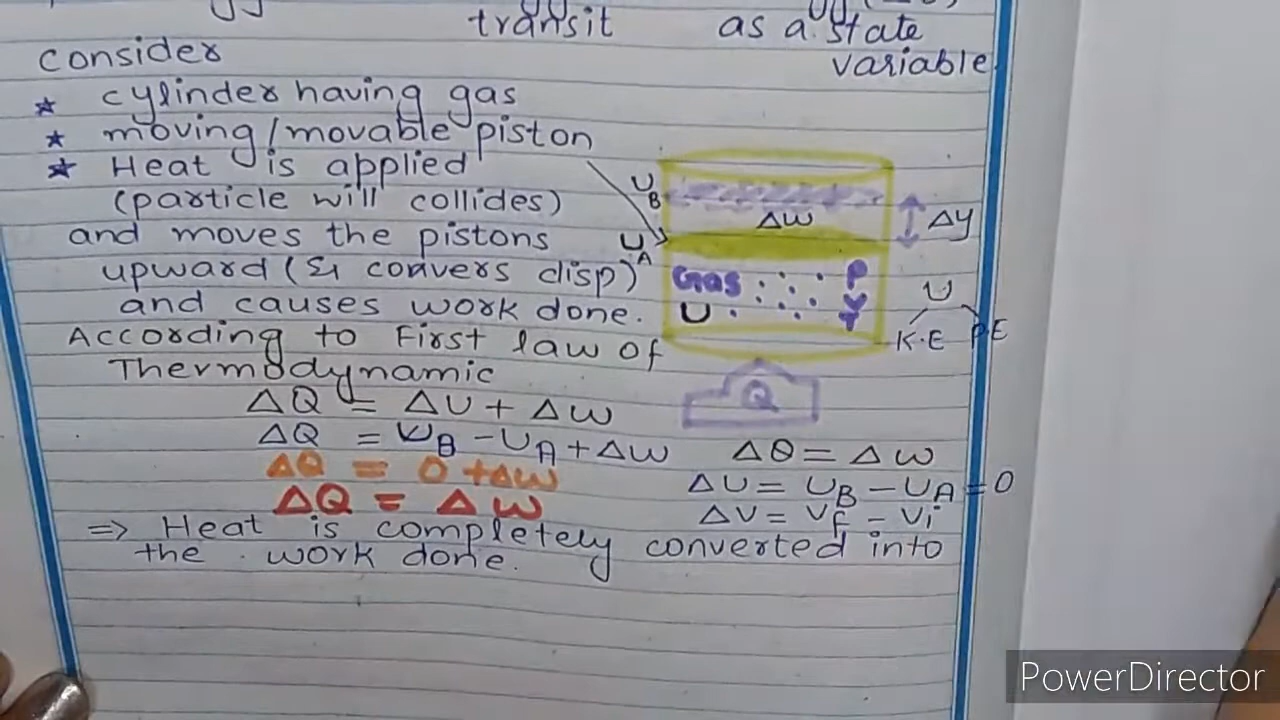 transit as a state
variable
consider
* cylinder having gas
* moving/movable piston
* Heat is applied
(particle will collides)
and moves the pistons
upward (& convers disp)
and causes work done.
According to First law of
Thermodynamic
ΔQ = ΔU + Δw
ΔQ = UB - UA + Δw
ΔQ = 0 + Δw
ΔQ = Δw
=> Heat is completely converted into
the work done.
UB
Δw
Δy
UA
Gas P
V
U T
Q
U
K.E PE
ΔQ = Δw
ΔU = UB - UA = 0
ΔV = Vf - Vi
PowerDirector